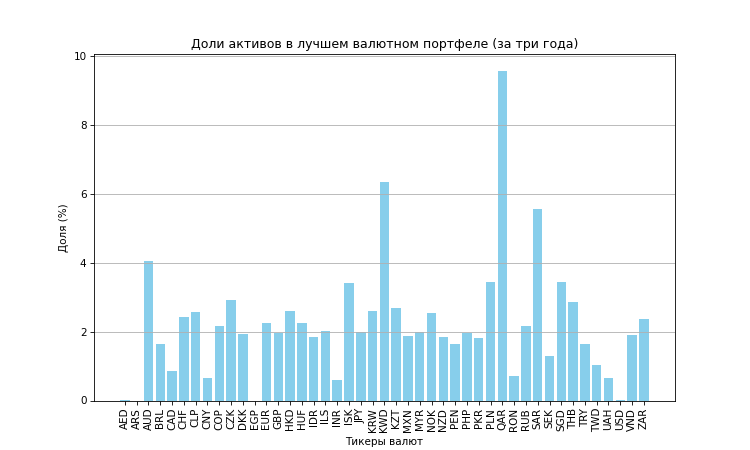 Доли активов в лучшем валютном портфеле (за три года)
Доля (%)
10
8
6
4
2
0
AED ARS AUD BRL CAD CHF CLP CNY COP CZK DKK EGP EUR GBP HKD HUF IDR ILS INR ISK JPY KRW KWD KZT MXN MYR NOK NZD PEN PHP PKR PLN QAR RON RUB SAR SEK SGD THB TRY TWD UAH USD VND ZAR
Тикеры валют